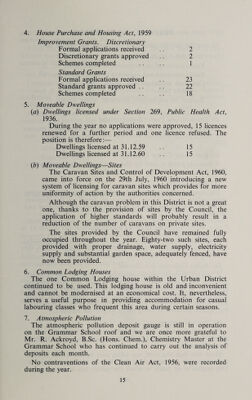 4. House Purchase and Housing Act, 1959
Improvement Grants. Discretionary
Formal applications received .. 2
Discretionary grants approved .. 2
Schemes completed .. 1
Standard Grants
Formal applications received .. 23
Standard grants approved .. .. 22
Schemes completed .. 18
5. Moveable Dwellings
(a) Dwellings licensed under Section 269, Public Health Act,
1936.
During the year no applications were approved, 15 licences
renewed for a further period and one licence refused. The
position is therefore:—
Dwellings licensed at 31.12.59 .. 15
Dwellings licensed at 31.12.60 .. 15
(b) Moveable Dwellings—Sites
The Caravan Sites and Control of Development Act, 1960,
came into force on the 29th July, 1960 introducing a new
system of licensing for caravan sites which provides for more
uniformity of action by the authorities concerned.
Although the caravan problem in this District is not a great
one, thanks to the provision of sites by the Council, the
application of higher standards will probably result in a
reduction of the number of caravans on private sites.
The sites provided by the Council have remained fully
occupied throughout the year. Eighty-two such sites, each
provided with proper drainage, water supply, electricity
supply and substantial garden space, adequately fenced, have
now been provided.
6. Common Lodging Houses
The one Common Lodging house within the Urban District
continued to be used. This lodging house is old and inconvenient
and cannot be modernised at an economical cost. It, nevertheless,
serves a useful purpose in providing accommodation for casual
labouring classes who frequent this area during certain seasons.
7. Atmospheric Pollution
The atmospheric pollution deposit gauge is still in operation
on the Grammar School roof and we are once more grateful to
Mr. R. Ackroyd, B.Sc. (Hons. Chem.), Chemistry Master at the
Grammar School who has continued to carry out the analysis of
deposits each month.
No contraventions of the Clean Air Act, 1956, were recorded
during the year.
15